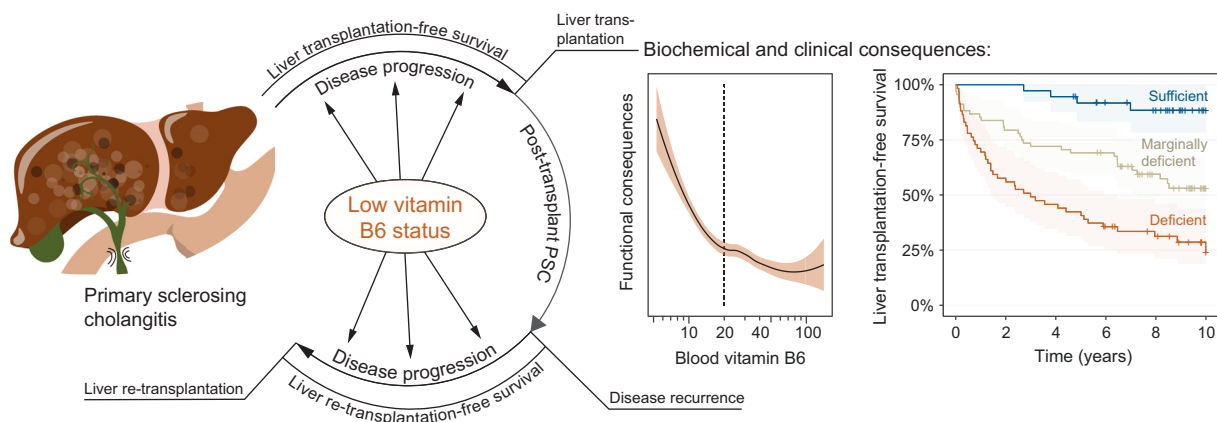 Primary sclerosing
cholangitis
Liver transplantation-free survival
Disease progression
Liver trans-
plantation
Post-transplant PSC
Low vitamin
B6 status
Disease progression
Liver re-transplantation-free survival
Liver re-transplantation
Disease recurrence
Biochemical and clinical consequences:
Functional consequences
10
20
40
100
Blood vitamin B6
Liver transplantation-free survival
100%
75%
50%
25%
0%
Sufficient
Marginally
deficient
Deficient
0
2
4
6
8
10
Time (years)